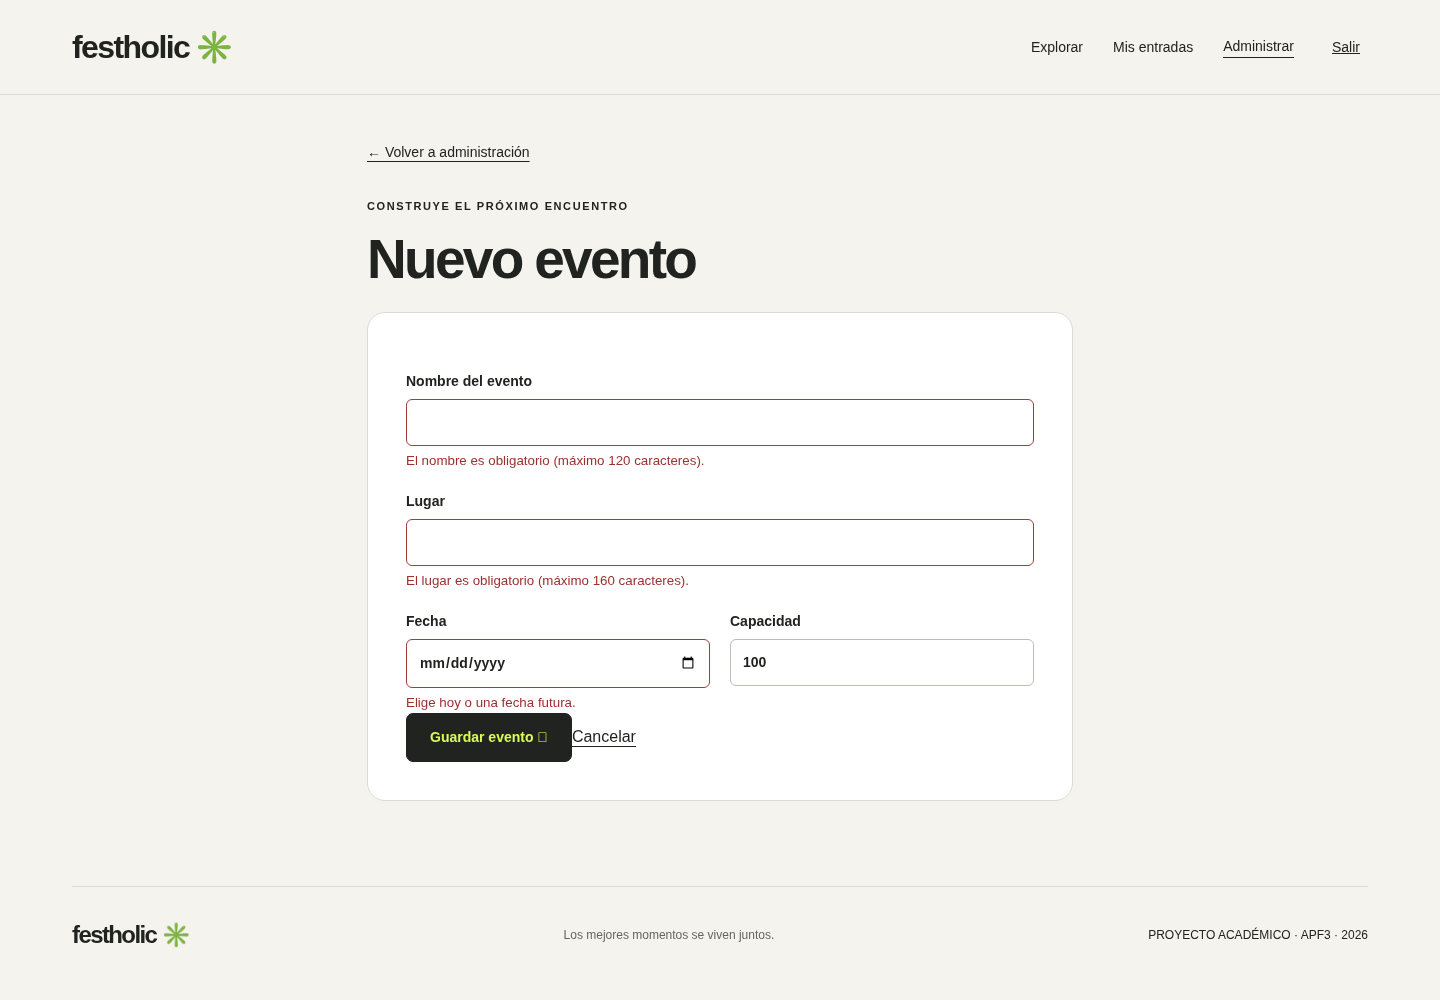 festholic
Explorar
Mis entradas
Administrar
Salir
← Volver a administración
CONSTRUYE EL PRÓXIMO ENCUENTRO
Nuevo evento
Nombre del evento
El nombre es obligatorio (máximo 120 caracteres).
Lugar
El lugar es obligatorio (máximo 160 caracteres).
Fecha
Capacidad
mm/dd/yyyy
100
Elige hoy o una fecha futura.
Guardar evento
Cancelar
festholic
Los mejores momentos se viven juntos.
PROYECTO ACADÉMICO · APF3 · 2026